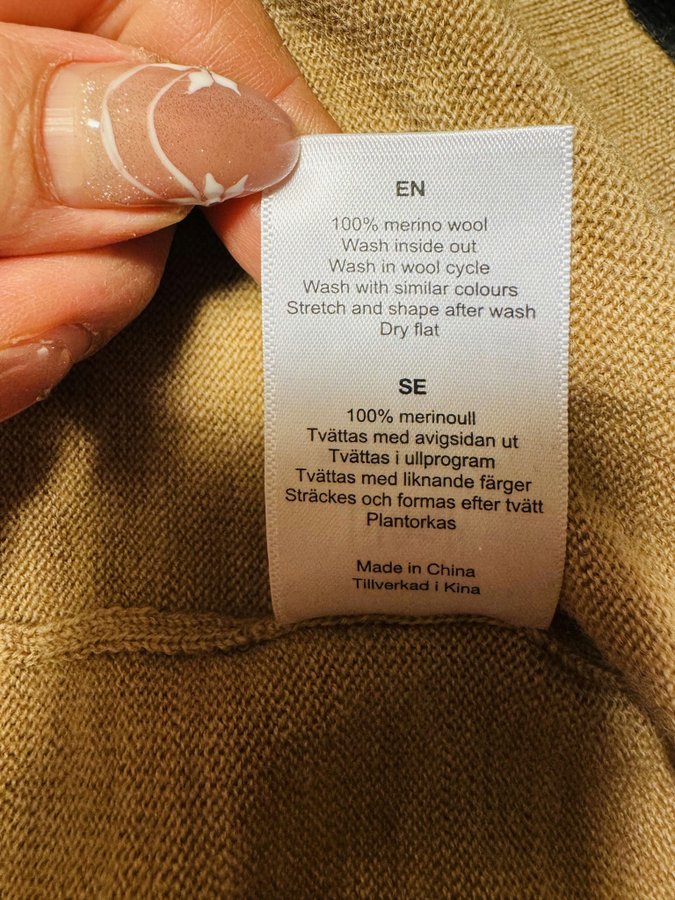 EN
100% merino wool
Wash inside out
Wash in wool cycle
Wash with similar colours
Stretch and shape after wash
Dry flat
SE
100% merinoull
Tvättas med avigsidan ut
Tvättas i ullprogram
Tvättas med liknande färger
Sträckes och formas efter tvätt
Plantorkas
Made in China
Tillverkad i Kina